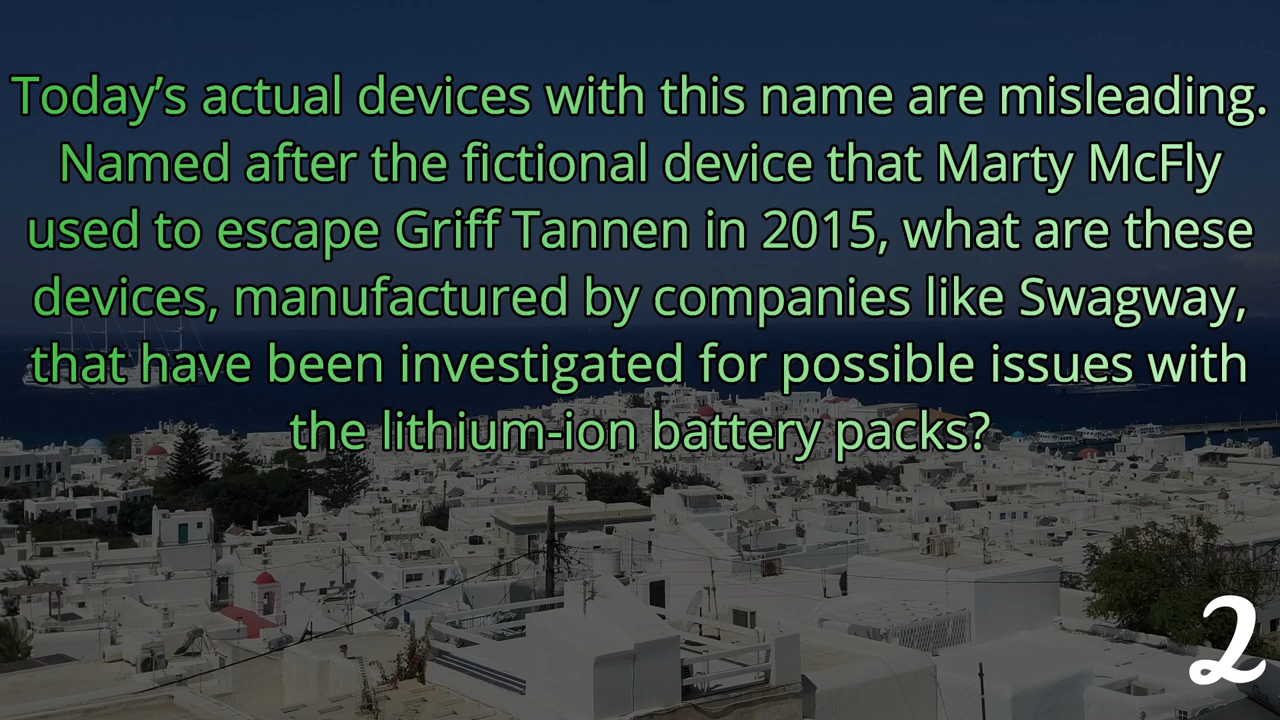 Today’s actual devices with this name are misleading.
Named after the fictional device that Marty McFly
used to escape Griff Tannen in 2015, what are these
devices, manufactured by companies like Swagway,
that have been investigated for possible issues with
the lithium-ion battery packs?
2